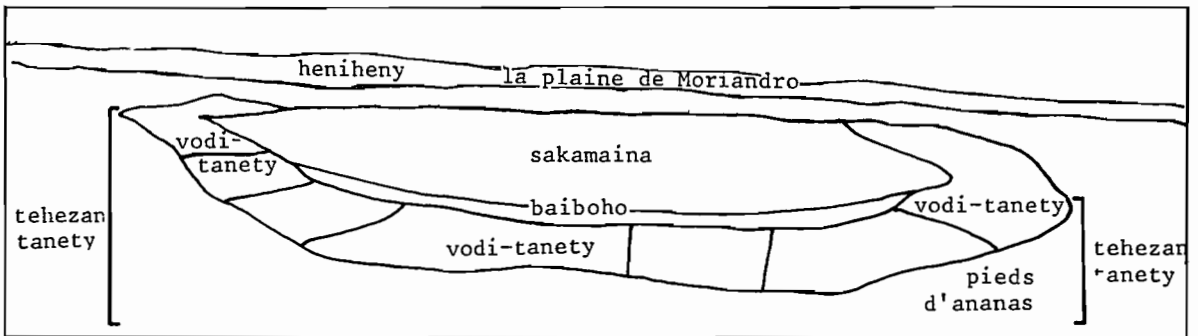 heniheny
la plaine de Moriandro
vodi-
tanety
sakamaina
baiboho
vodi-tanety
tehezan
tanety
vodi-tanety
tehezan
tanety
pieds
d'ananas